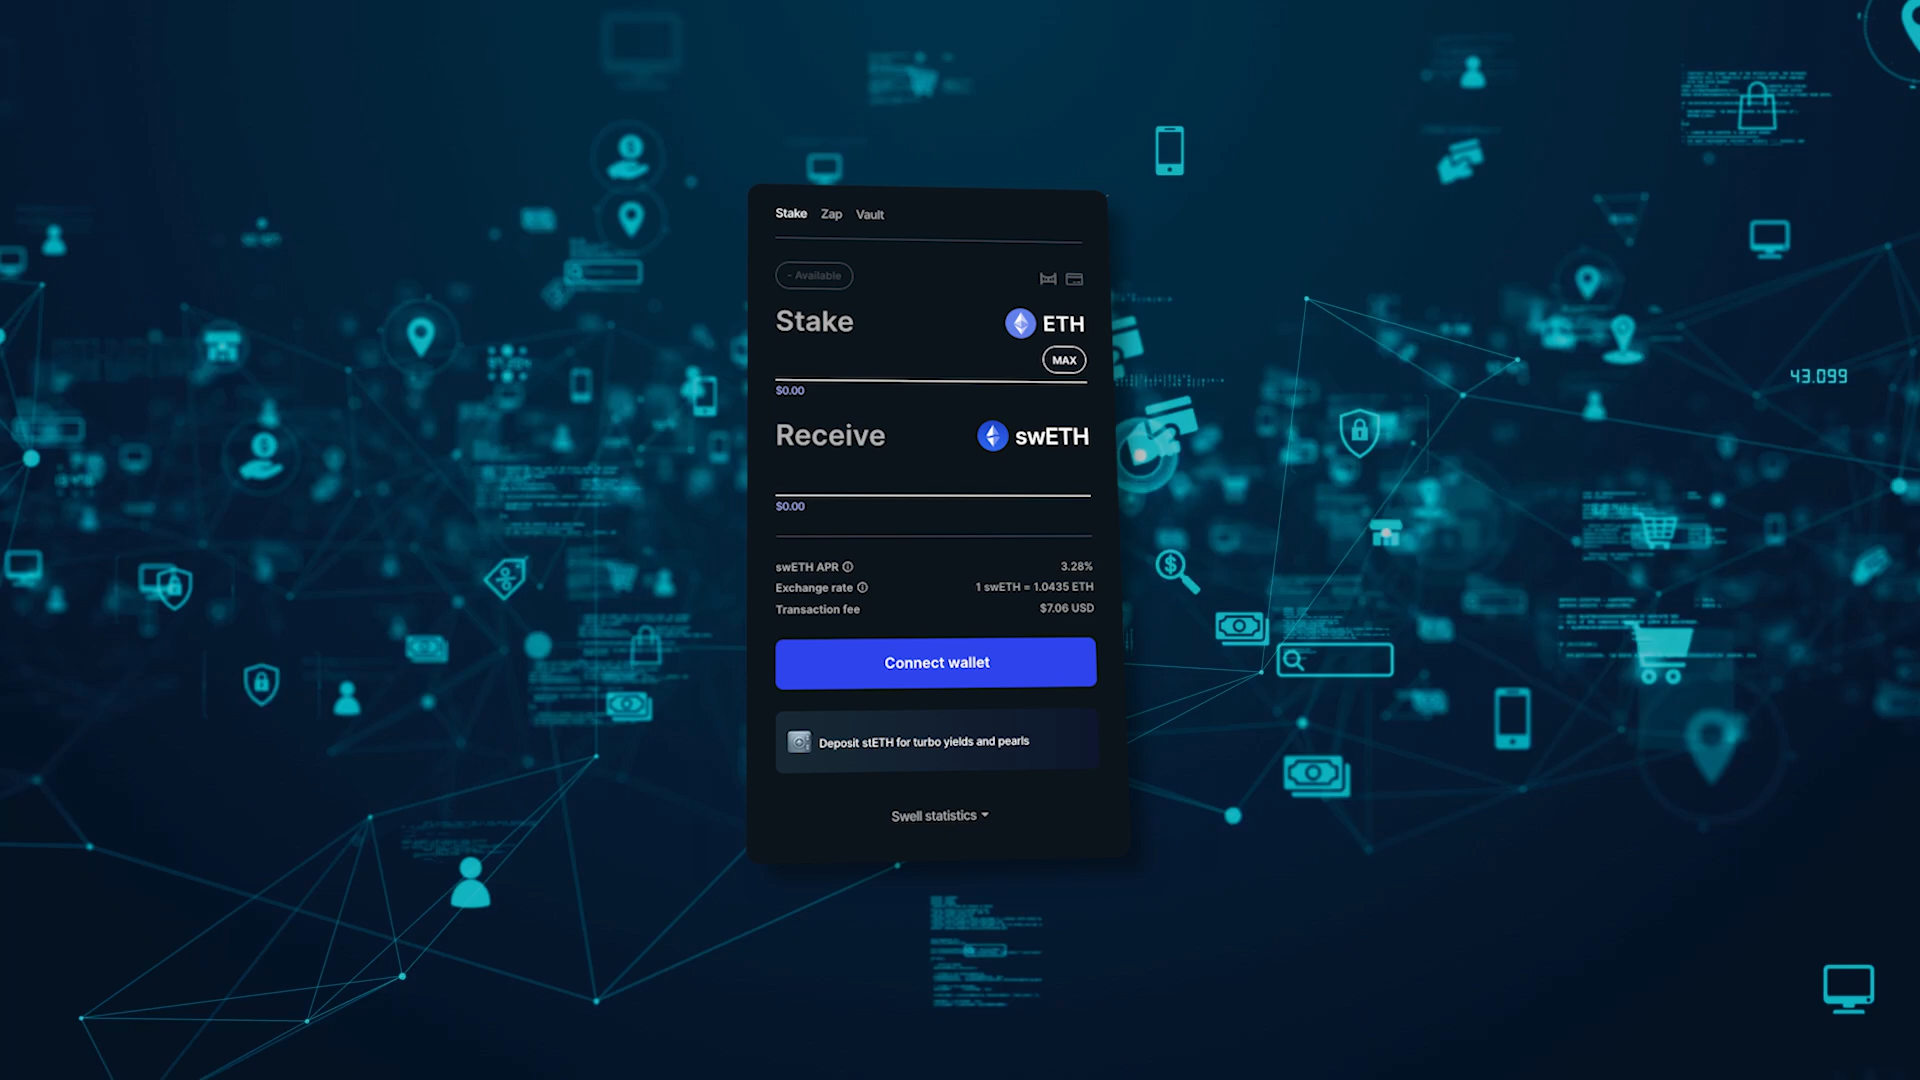 Stake Zap Vault
- Available
Stake ETH
MAX
$0.00
Receive swETH
$0.00
swETH APR 3.28%
Exchange rate 1 swETH = 1.0435 ETH
Transaction fee $7.06 USD
Connect wallet
Deposit stETH for turbo yields and pearls
Swell statistics
43.099